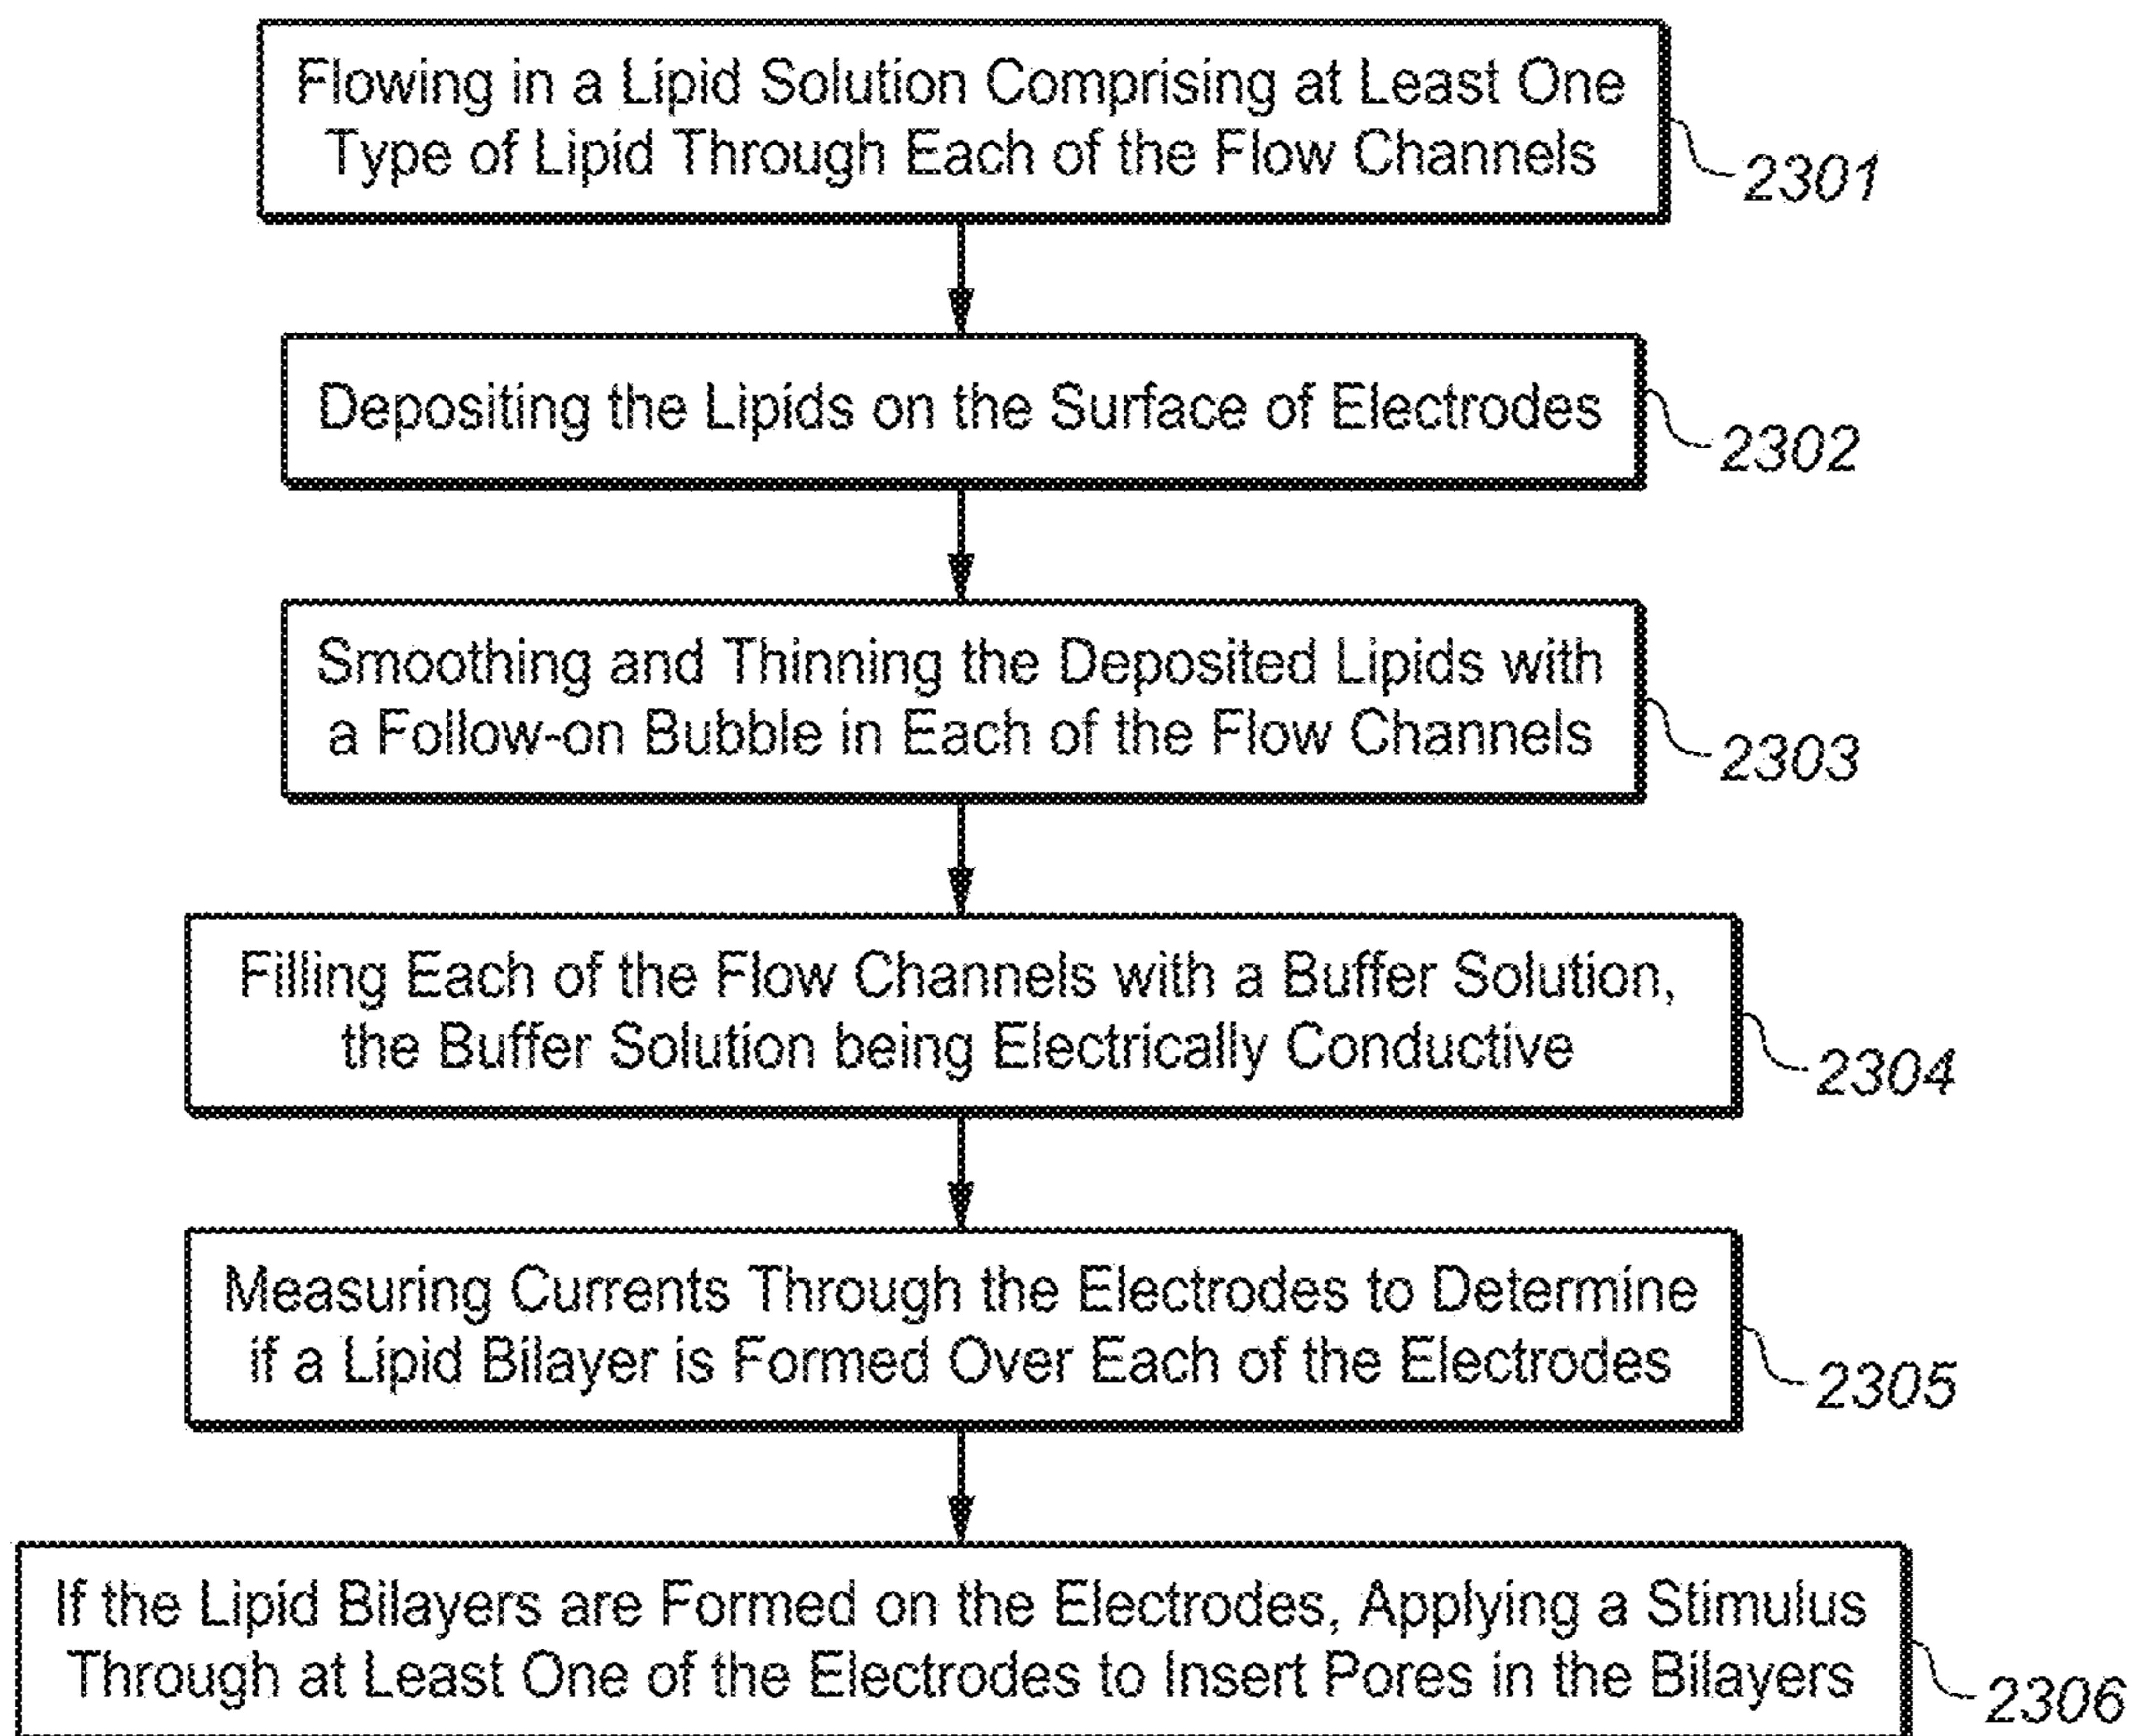 Flowing in a Lipid Solution Comprising at Least One
Type of Lipid Through Each of the Flow Channels
2301
Depositing the Lipids on the Surface of Electrodes
2302
Smoothing and Thinning the Deposited Lipids with
a Follow-on Bubble in Each of the Flow Channels
2303
Filling Each of the Flow Channels with a Buffer Solution,
the Buffer Solution being Electrically Conductive
2304
Measuring Currents Through the Electrodes to Determine
if a Lipid Bilayer is Formed Over Each of the Electrodes
2305
If the Lipid Bilayers are Formed on the Electrodes, Applying a Stimulus
Through at Least One of the Electrodes to Insert Pores in the Bilayers
2306